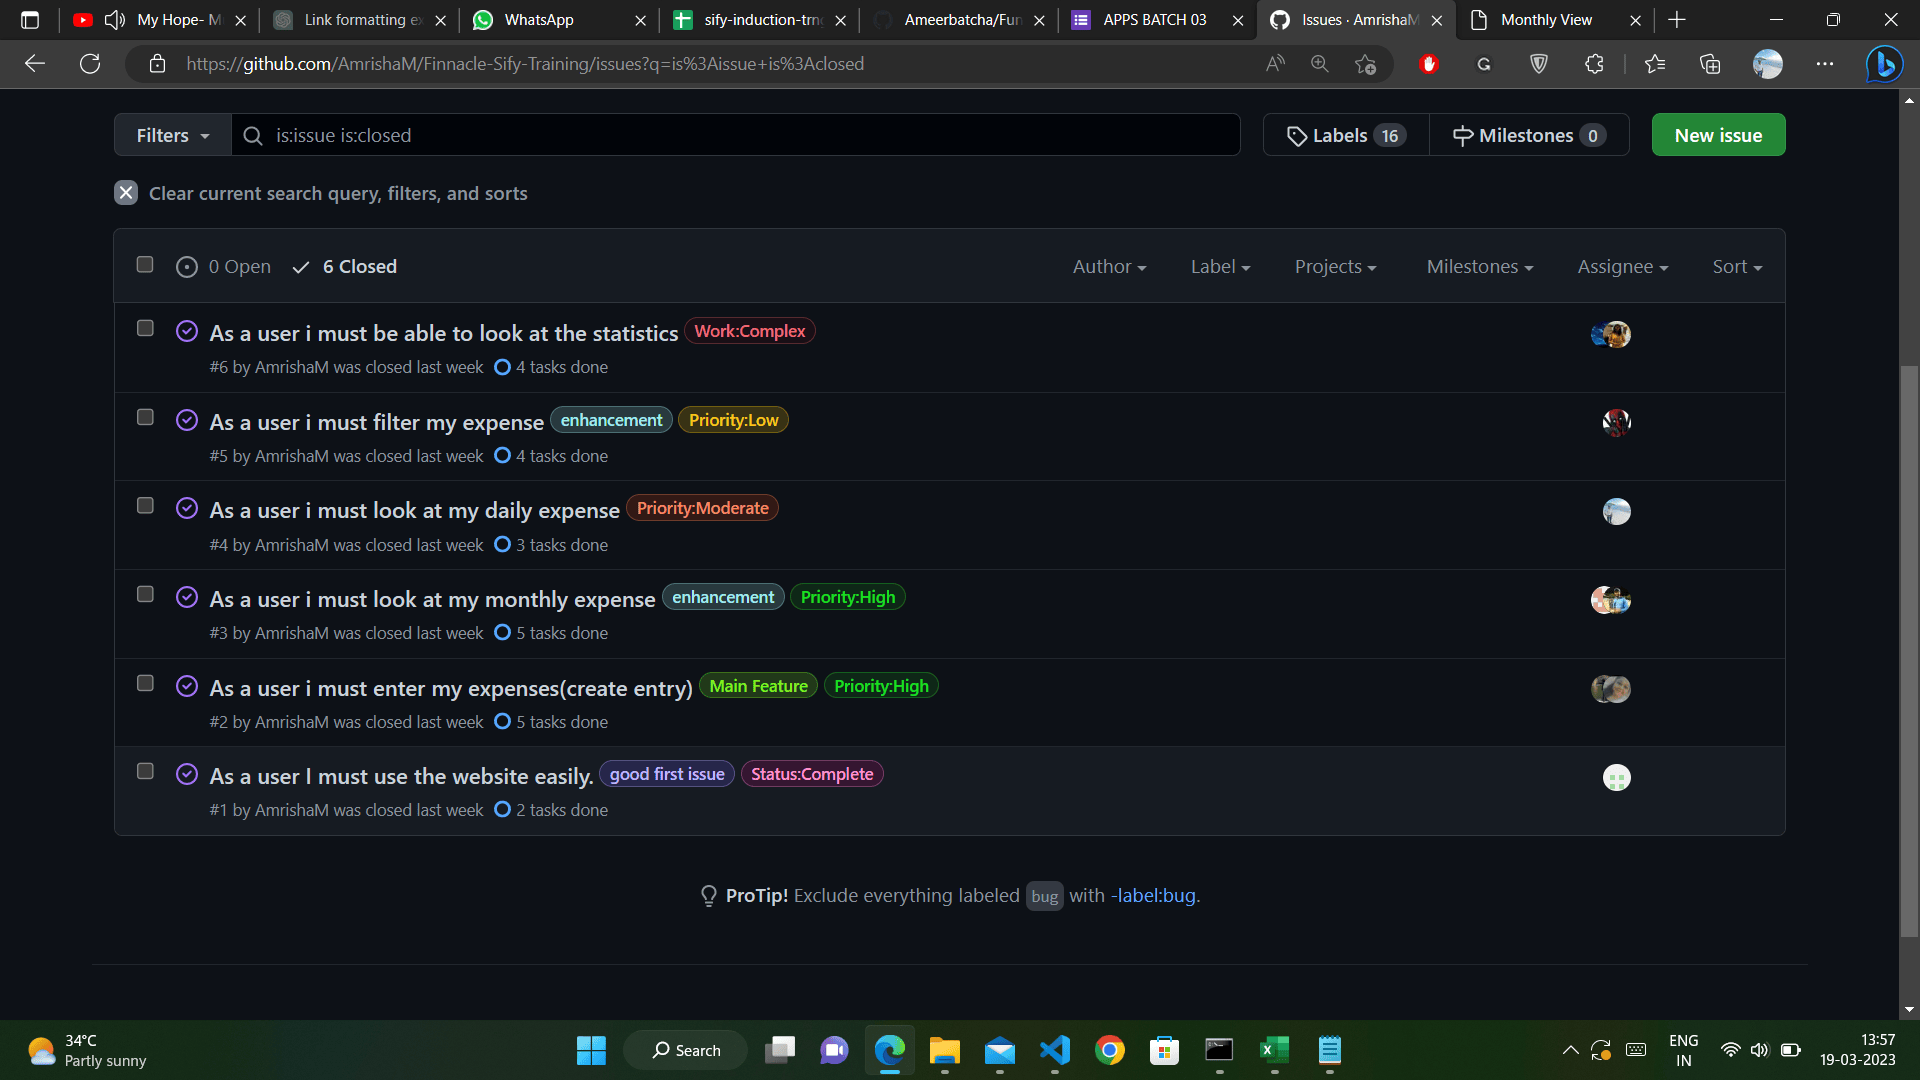 My Hope- M
Link formatting ex
WhatsApp
sify-induction-trng
Ameerbatcha/Fun
APPS BATCH 03
Issues · AmrishaM
Monthly View
https://github.com/AmrishaM/Finnacle-Sify-Training/issues?q=is%3Aissue+is%3Aclosed
Filters
is:issue is:closed
Labels 16
Milestones 0
New issue
Clear current search query, filters, and sorts
0 Open
6 Closed
Author
Label
Projects
Milestones
Assignee
Sort
As a user i must be able to look at the statistics Work:Complex
#6 by AmrishaM was closed last week 4 tasks done
As a user i must filter my expense enhancement Priority:Low
#5 by AmrishaM was closed last week 4 tasks done
As a user i must look at my daily expense Priority:Moderate
#4 by AmrishaM was closed last week 3 tasks done
As a user i must look at my monthly expense enhancement Priority:High
#3 by AmrishaM was closed last week 5 tasks done
As a user i must enter my expenses(create entry) Main Feature Priority:High
#2 by AmrishaM was closed last week 5 tasks done
As a user I must use the website easily. good first issue Status:Complete
#1 by AmrishaM was closed last week 2 tasks done
ProTip! Exclude everything labeled bug with -label:bug.
34°C
Partly sunny
Search
ENG
IN
13:57
19-03-2023